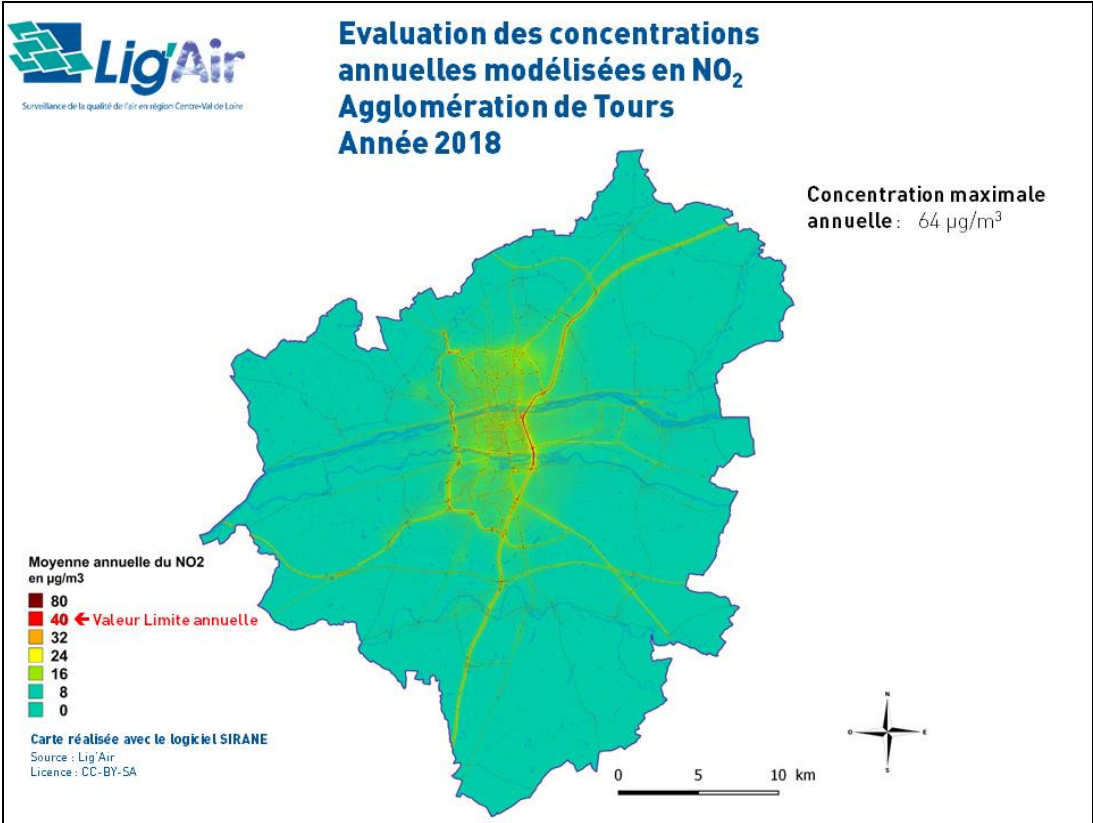 Lig'Air
Surveillance de la qualité de l'air en région Centre-Val de Loire
Evaluation des concentrations
annuelles modélisées en NO₂
Agglomération de Tours
Année 2018
Concentration maximale
annuelle : 64 µg/m³
Moyenne annuelle du NO2
en µg/m3
80
40 ← Valeur Limite annuelle
32
24
16
8
0
Carte réalisée avec le logiciel SIRANE
Source : Lig'Air
Licence : CC-BY-SA
N
O E
S
0 5 10 km